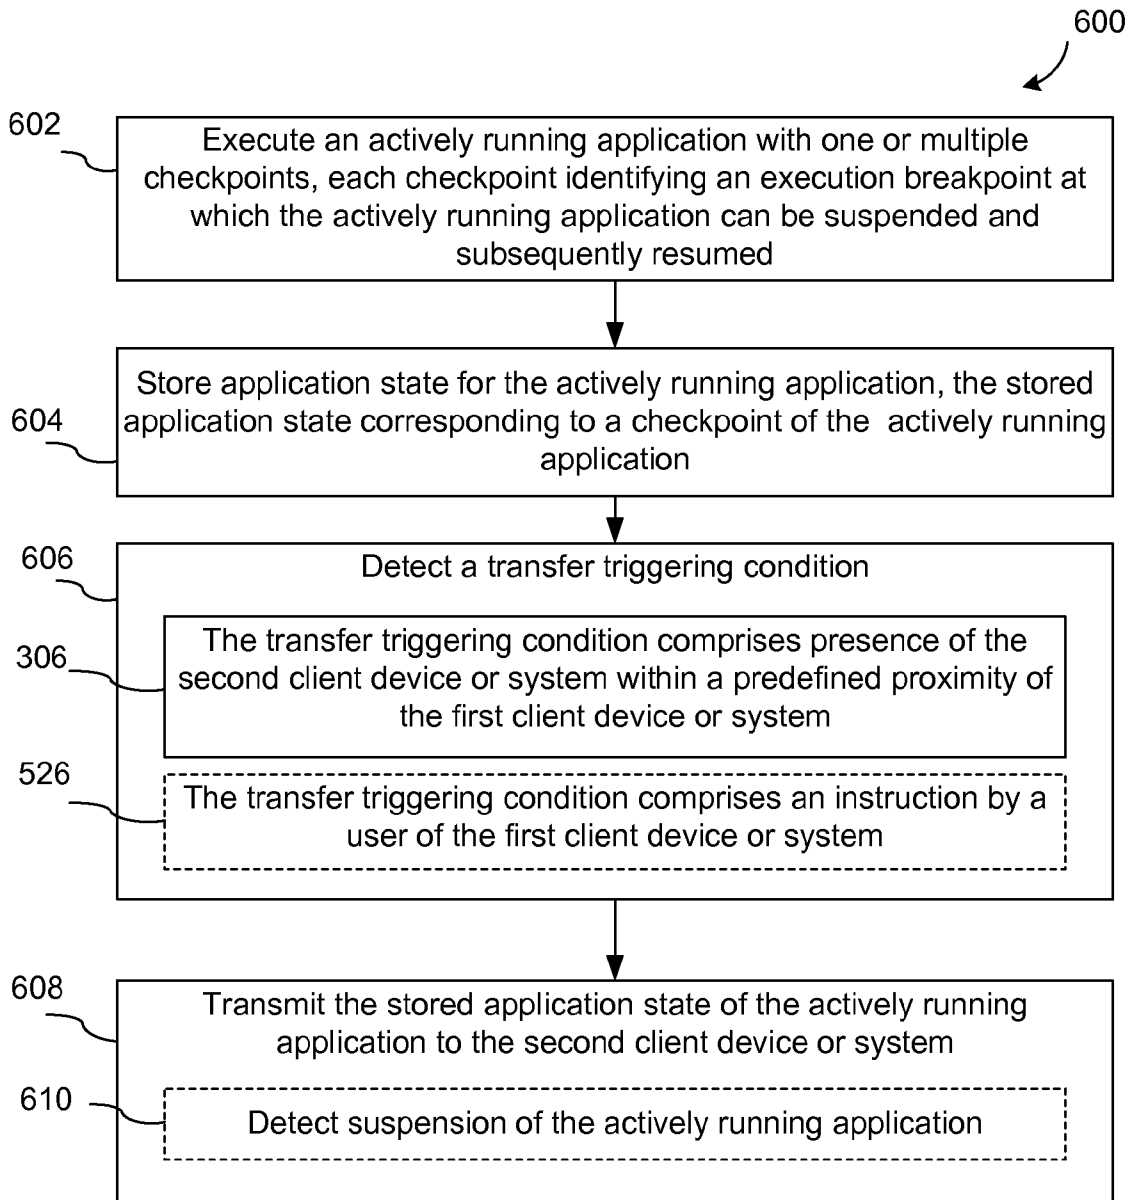 600
602
Execute an actively running application with one or multiple
checkpoints, each checkpoint identifying an execution breakpoint at
which the actively running application can be suspended and
subsequently resumed
604
Store application state for the actively running application, the stored
application state corresponding to a checkpoint of the actively running
application
606
Detect a transfer triggering condition
306
The transfer triggering condition comprises presence of the
second client device or system within a predefined proximity of
the first client device or system
526
The transfer triggering condition comprises an instruction by a
user of the first client device or system
608
Transmit the stored application state of the actively running
application to the second client device or system
610
Detect suspension of the actively running application